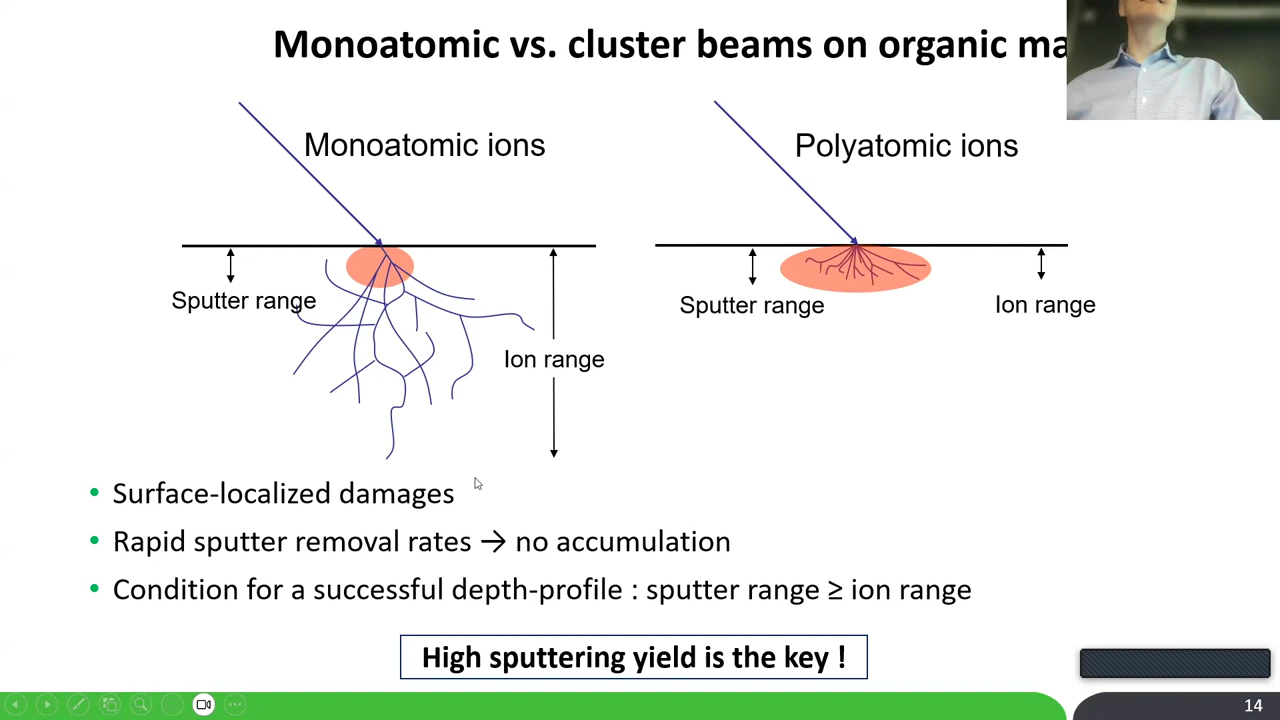 Monoatomic vs. cluster beams on organic ma
Monoatomic ions
Polyatomic ions
Sputter range
Ion range
Sputter range
Ion range
• Surface-localized damages
• Rapid sputter removal rates → no accumulation
• Condition for a successful depth-profile : sputter range ≥ ion range
High sputtering yield is the key !
14